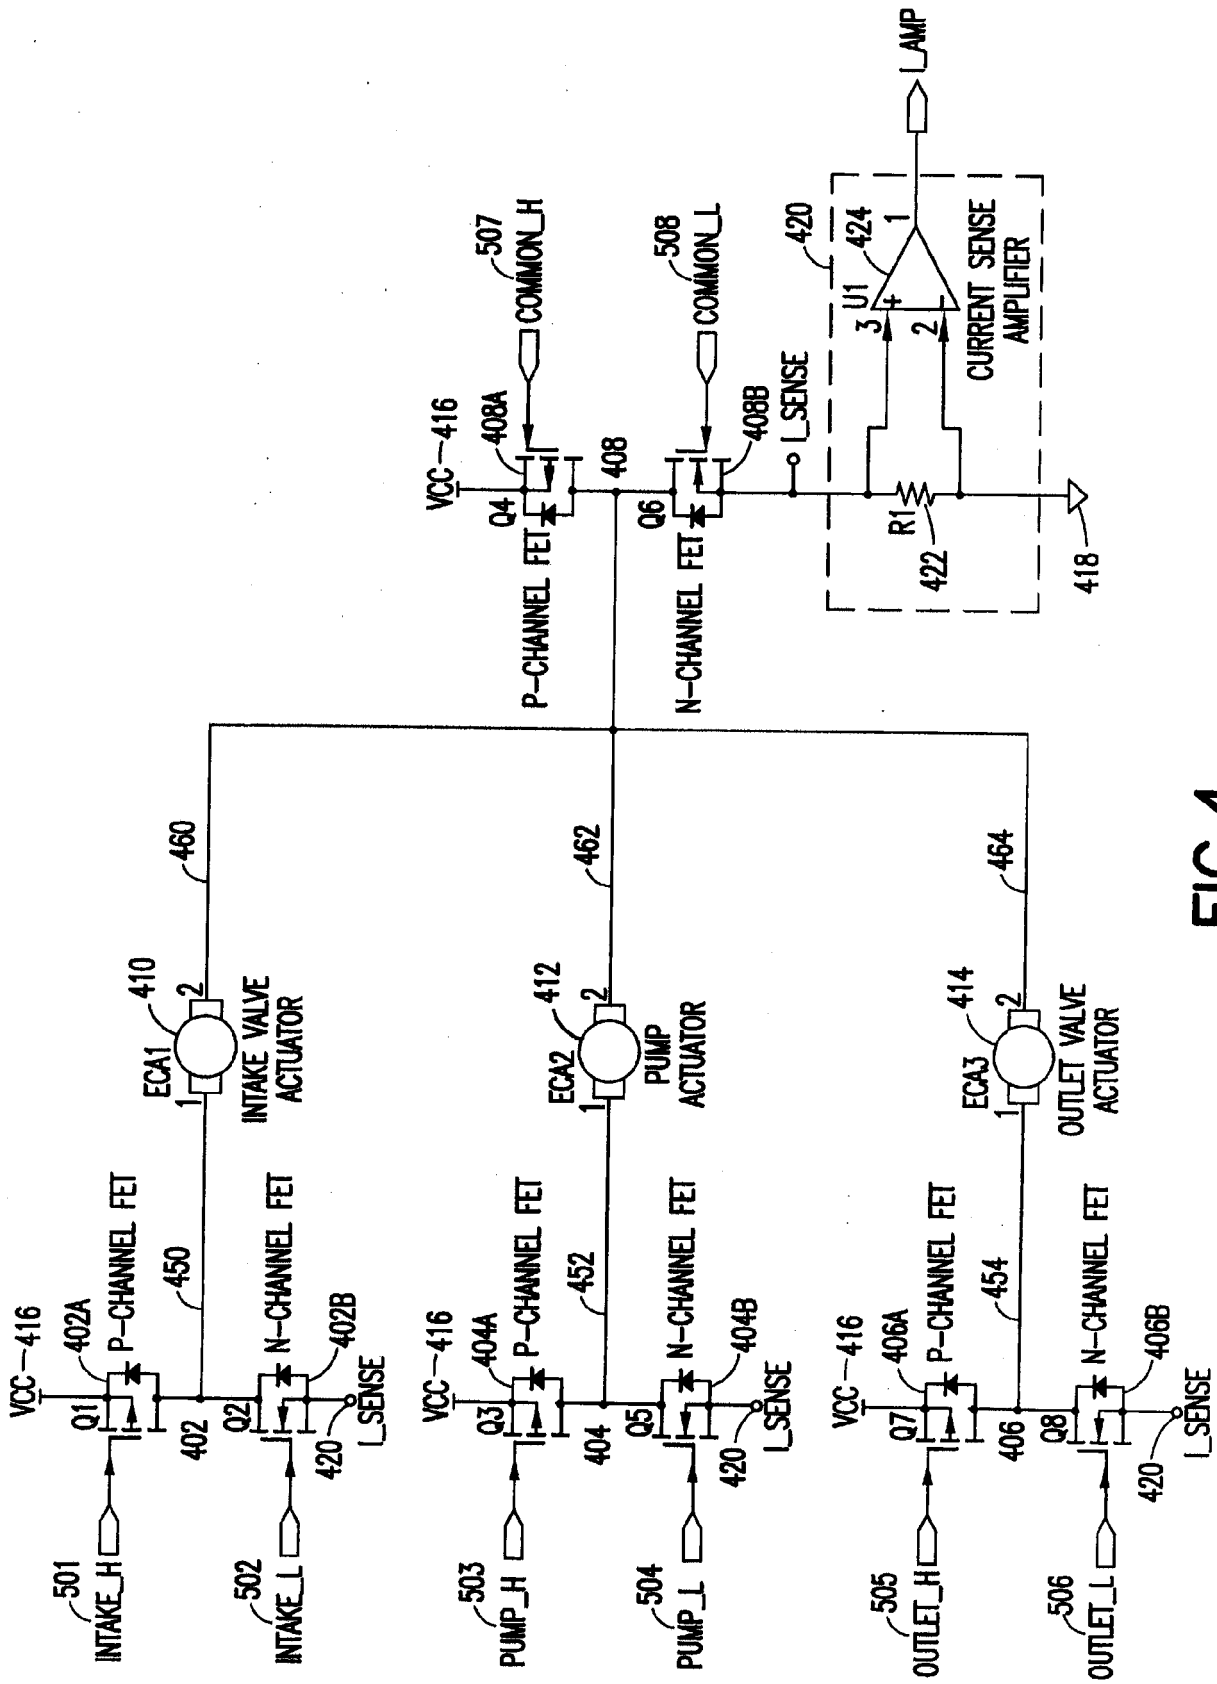 501
INTAKE_H
VCC
416
402A
Q1
P-CHANNEL FET
402
450
502
INTAKE_L
Q2
N-CHANNEL FET
402B
420
I_SENSE
ECA1
1
2
410
INTAKE VALVE
ACTUATOR
460
503
PUMP_H
VCC
416
404A
Q3
P-CHANNEL FET
404
452
504
PUMP_L
Q5
N-CHANNEL FET
404B
420
I_SENSE
ECA2
1
2
412
PUMP
ACTUATOR
462
505
OUTLET_H
VCC
416
406A
Q7
P-CHANNEL FET
406
454
506
OUTLET_L
Q8
N-CHANNEL FET
406B
420
I_SENSE
ECA3
1
2
414
OUTLET VALVE
ACTUATOR
464
VCC
416
408A
Q4
P-CHANNEL FET
507
COMMON_H
408
Q6
N-CHANNEL FET
508
COMMON_L
408B
I_SENSE
420
R1
422
3
2
U1
+
-
424
1
CURRENT SENSE
AMPLIFIER
I_AMP
418
FIG